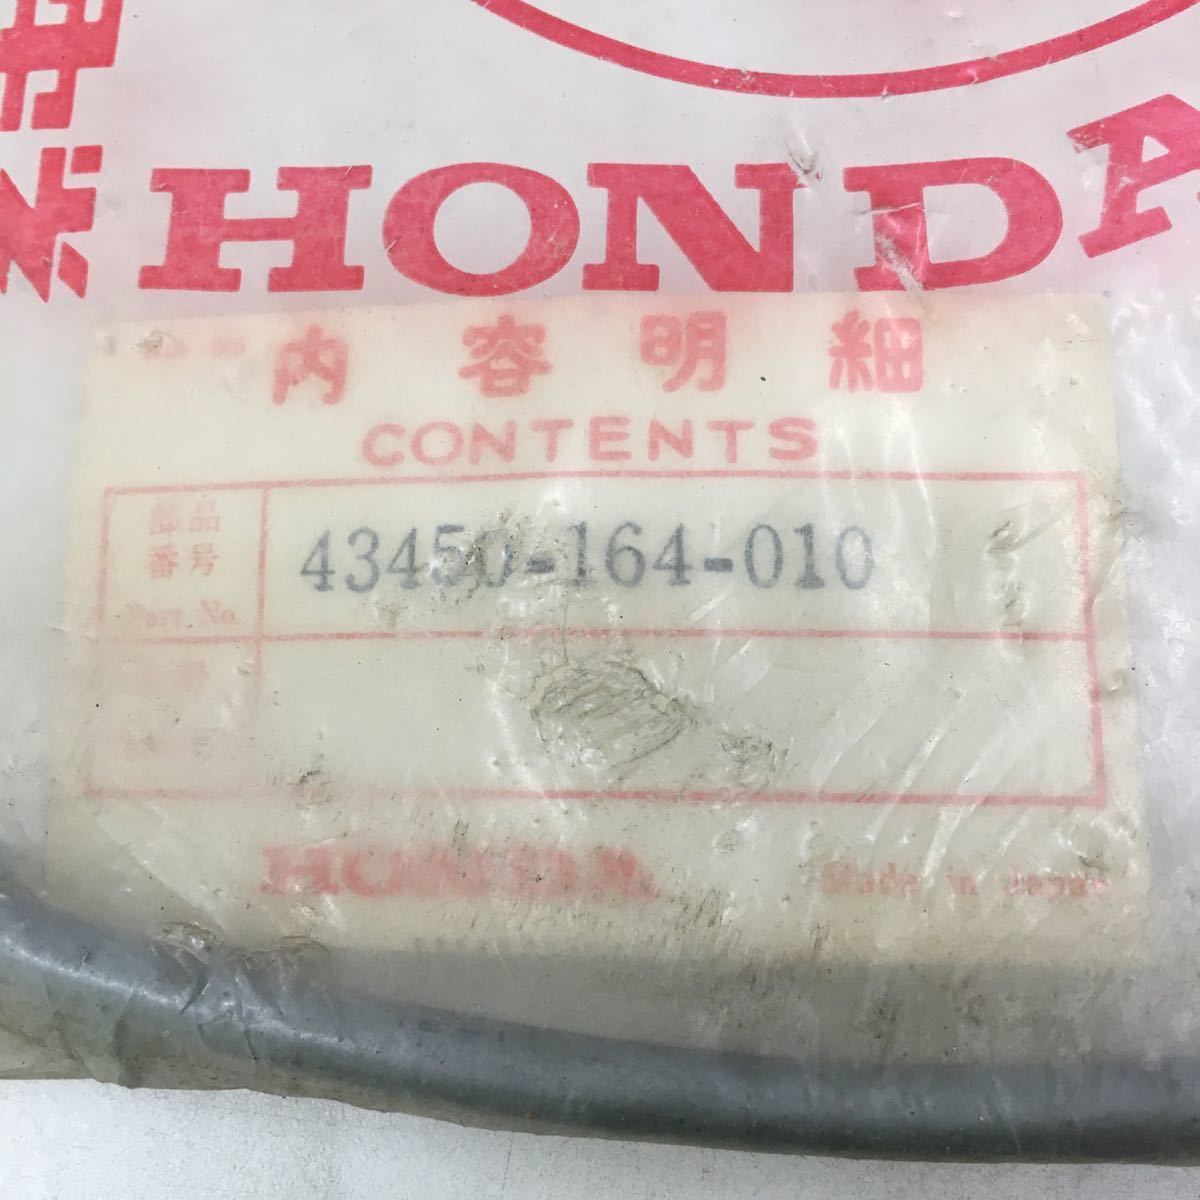 HONDA
内容明細
CONTENTS
部品
番号
Part No.
43450-164-010
HONDA
Made in Japan